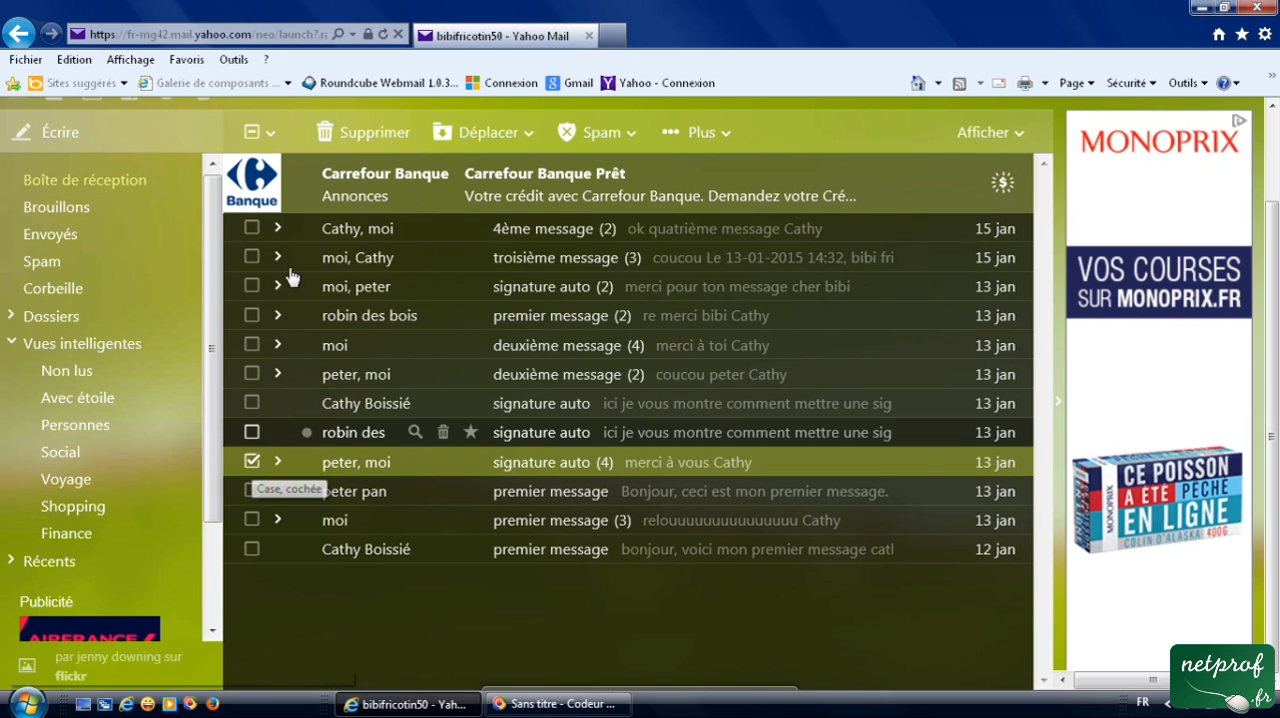 https://fr-mg42.mail.yahoo.com/neo/launch?.ra
bibifricotin50 - Yahoo Mail
Fichier Edition Affichage Favoris Outils ?
Sites suggérés Galerie de composants ... Roundcube Webmail 1.0.3... Connexion Gmail Yahoo - Connexion Page Sécurité Outils
Écrire Supprimer Déplacer Spam Plus Afficher
Boîte de réception
Brouillons
Envoyés
Spam
Corbeille
Dossiers
Vues intelligentes
Non lus
Avec étoile
Personnes
Social
Voyage
Shopping
Finance
Récents
Publicité
AIRFRANCE
par jenny downing sur
flickr
Banque
Carrefour Banque Carrefour Banque Prêt
Annonces Votre crédit avec Carrefour Banque. Demandez votre Cré...
Cathy, moi 4ème message (2) ok quatrième message Cathy 15 jan
moi, Cathy troisième message (3) coucou Le 13-01-2015 14:32, bibi fri 15 jan
moi, peter signature auto (2) merci pour ton message cher bibi 13 jan
robin des bois premier message (2) re merci bibi Cathy 13 jan
moi deuxième message (4) merci à toi Cathy 13 jan
peter, moi deuxième message (2) coucou peter Cathy 13 jan
Cathy Boissié signature auto ici je vous montre comment mettre une sig 13 jan
robin des signature auto ici je vous montre comment mettre une sig 13 jan
peter, moi signature auto (4) merci à vous Cathy 13 jan
Case, cochée
peter pan premier message Bonjour, ceci est mon premier message. 13 jan
moi premier message (3) relouuuuuuuuuuuuuuu Cathy 13 jan
Cathy Boissié premier message bonjour, voici mon premier message catl 12 jan
MONOPRIX
VOS COURSES
SUR MONOPRIX.FR
MONOPRIX
CE POISSON
A ÉTÉ PÊCHÉ
EN LIGNE
COLIN D'ALASKA 400G
netprof
.fr
bibifricotin50 - Yah... Sans titre - Codeur ... FR